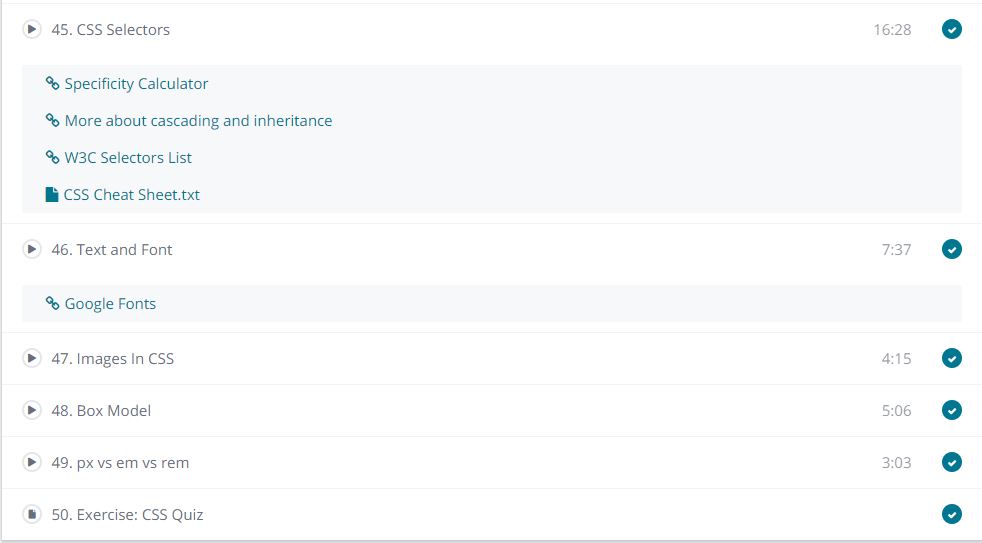 45. CSS Selectors 16:28
Specificity Calculator
More about cascading and inheritance
W3C Selectors List
CSS Cheat Sheet.txt
46. Text and Font 7:37
Google Fonts
47. Images In CSS 4:15
48. Box Model 5:06
49. px vs em vs rem 3:03
50. Exercise: CSS Quiz